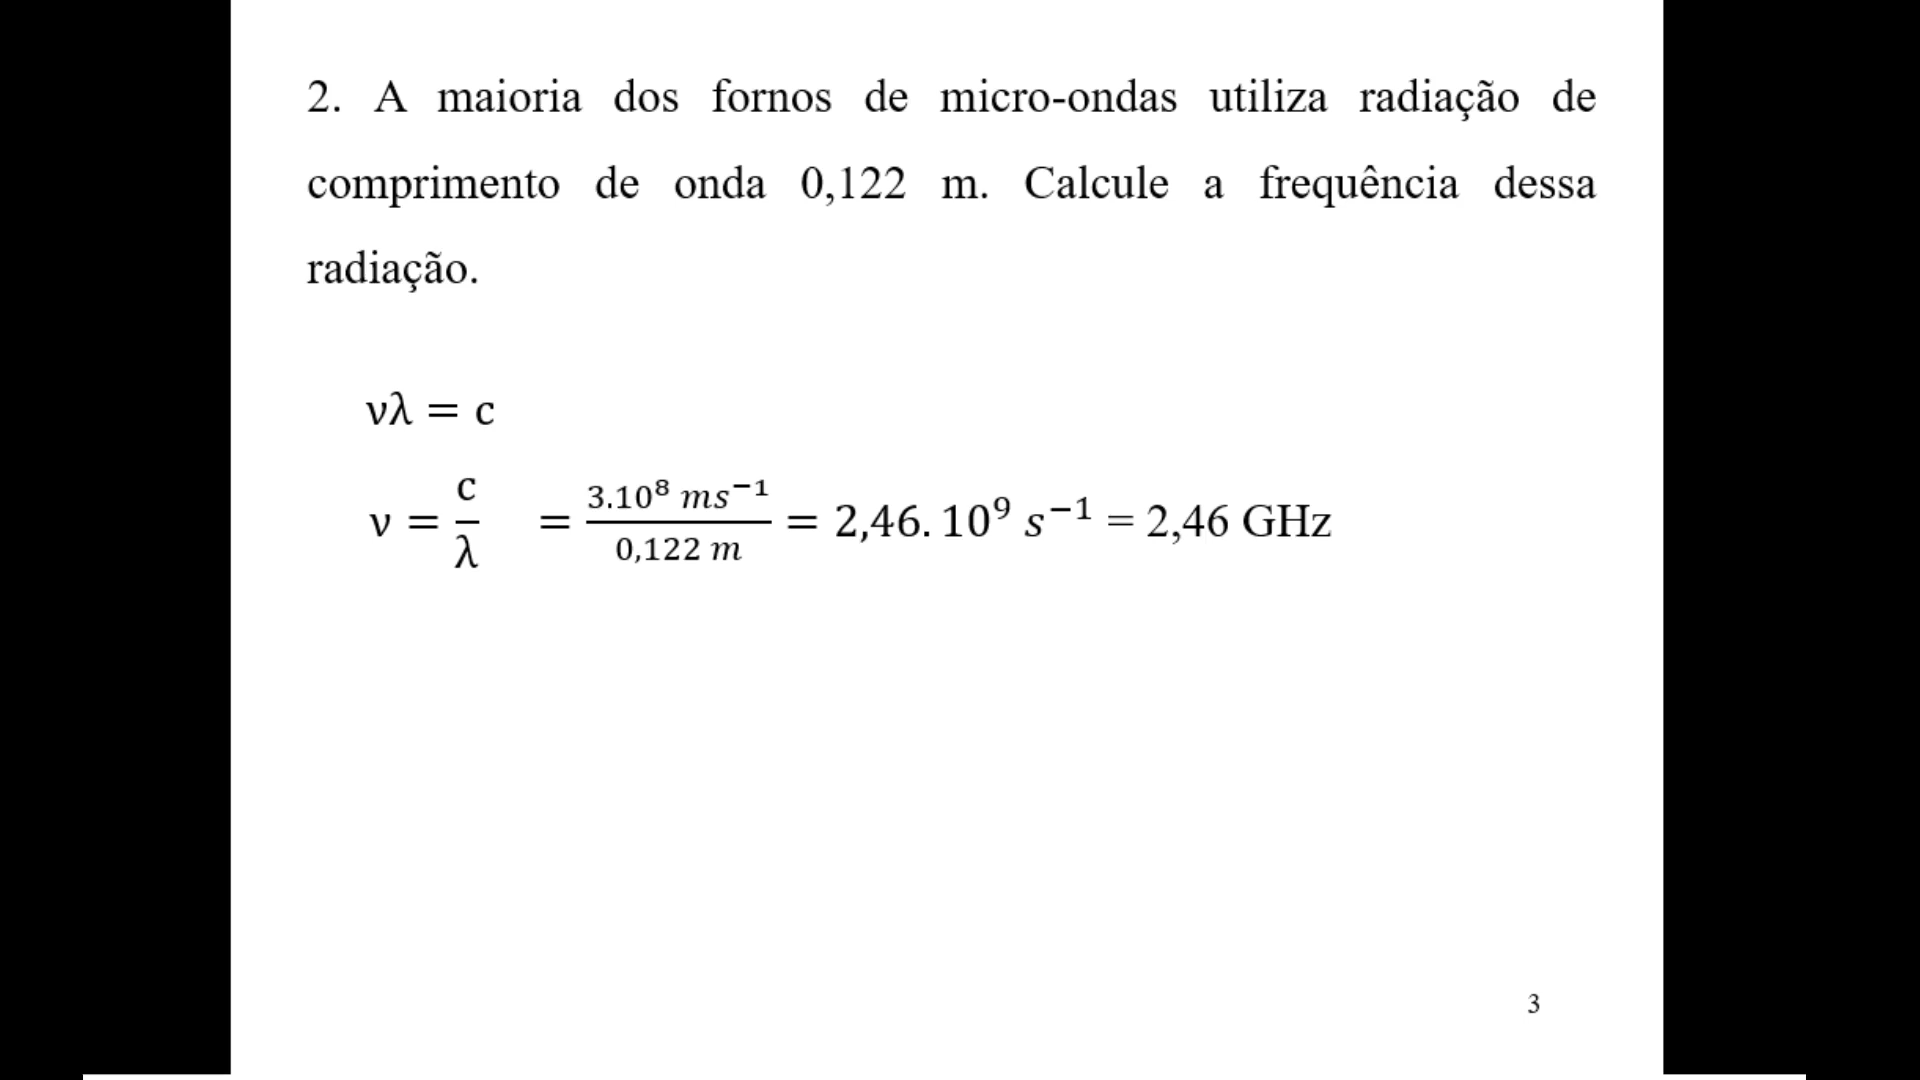 2. A maioria dos fornos de micro-ondas utiliza radiação de
comprimento de onda 0,122 m. Calcule a frequência dessa
radiação.
νλ = c
ν = c/λ = 3.10⁸ ms⁻¹ / 0,122 m = 2,46. 10⁹ s⁻¹ = 2,46 GHz
3